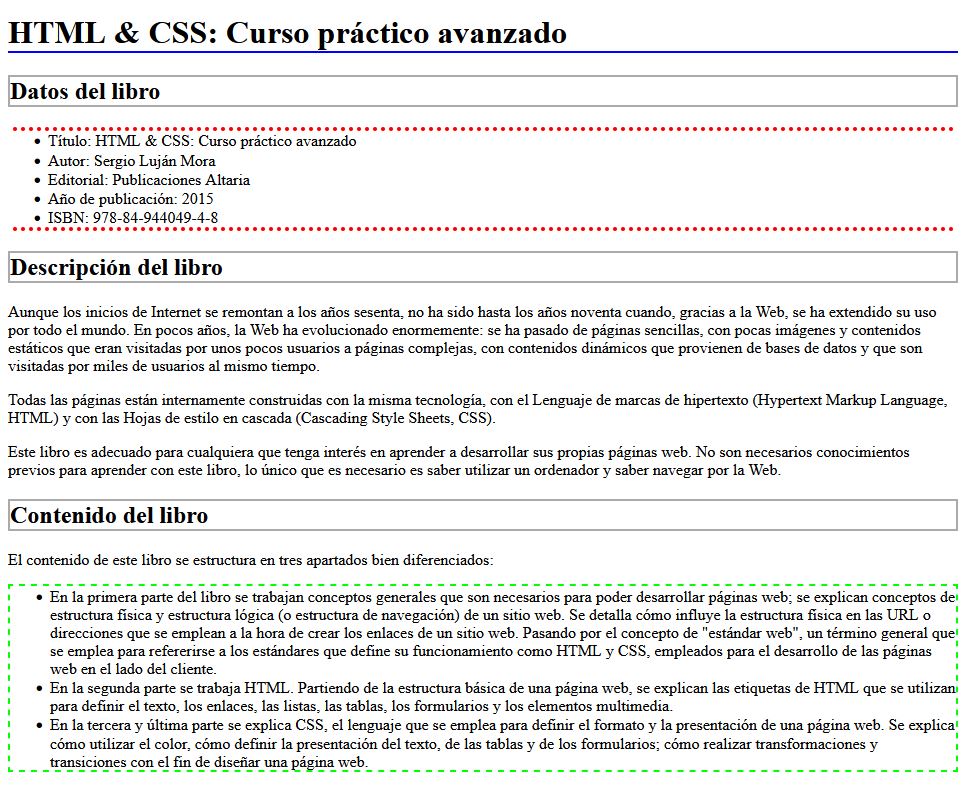 HTML & CSS: Curso práctico avanzado
Datos del libro
• Título: HTML & CSS: Curso práctico avanzado
• Autor: Sergio Luján Mora
• Editorial: Publicaciones Altaria
• Año de publicación: 2015
• ISBN: 978-84-944049-4-8
Descripción del libro
Aunque los inicios de Internet se remontan a los años sesenta, no ha sido hasta los años noventa cuando, gracias a la Web, se ha extendido su uso
por todo el mundo. En pocos años, la Web ha evolucionado enormemente: se ha pasado de páginas sencillas, con pocas imágenes y contenidos
estáticos que eran visitadas por unos pocos usuarios a páginas complejas, con contenidos dinámicos que provienen de bases de datos y que son
visitadas por miles de usuarios al mismo tiempo.
Todas las páginas están internamente construidas con la misma tecnología, con el Lenguaje de marcas de hipertexto (Hypertext Markup Language,
HTML) y con las Hojas de estilo en cascada (Cascading Style Sheets, CSS).
Este libro es adecuado para cualquiera que tenga interés en aprender a desarrollar sus propias páginas web. No son necesarios conocimientos
previos para aprender con este libro, lo único que es necesario es saber utilizar un ordenador y saber navegar por la Web.
Contenido del libro
El contenido de este libro se estructura en tres apartados bien diferenciados:
• En la primera parte del libro se trabajan conceptos generales que son necesarios para poder desarrollar páginas web; se explican conceptos de
estructura física y estructura lógica (o estructura de navegación) de un sitio web. Se detalla cómo influye la estructura física en las URL o
direcciones que se emplean a la hora de crear los enlaces de un sitio web. Pasando por el concepto de "estándar web", un término general que
se emplea para refererirse a los estándares que define su funcionamiento como HTML y CSS, empleados para el desarrollo de las páginas
web en el lado del cliente.
• En la segunda parte se trabaja HTML. Partiendo de la estructura básica de una página web, se explican las etiquetas de HTML que se utilizan
para definir el texto, los enlaces, las listas, las tablas, los formularios y los elementos multimedia.
• En la tercera y última parte se explica CSS, el lenguaje que se emplea para definir el formato y la presentación de una página web. Se explica
cómo utilizar el color, cómo definir la presentación del texto, de las tablas y de los formularios; cómo realizar transformaciones y
transiciones con el fin de diseñar una página web.